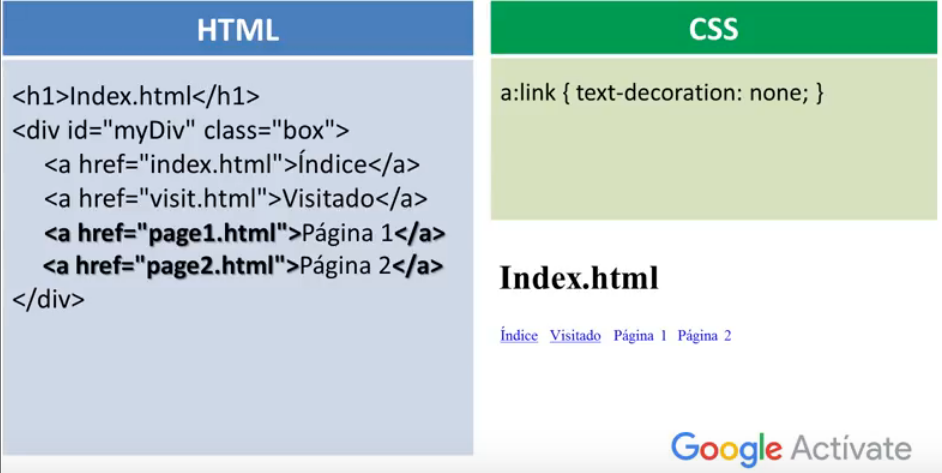 HTML
<h1>Index.html</h1>
<div id="myDiv" class="box">
<a href="index.html">Índice</a>
<a href="visit.html">Visitado</a>
<a href="page1.html">Página 1</a>
<a href="page2.html">Página 2</a>
</div>
CSS
a:link { text-decoration: none; }
Index.html
Índice Visitado Página 1 Página 2
Google Actívate